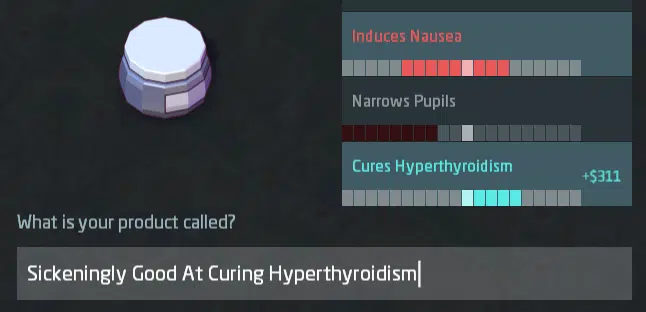 Induces Nausea
Narrows Pupils
Cures Hyperthyroidism
+$311
What is your product called?
Sickeningly Good At Curing Hyperthyroidism